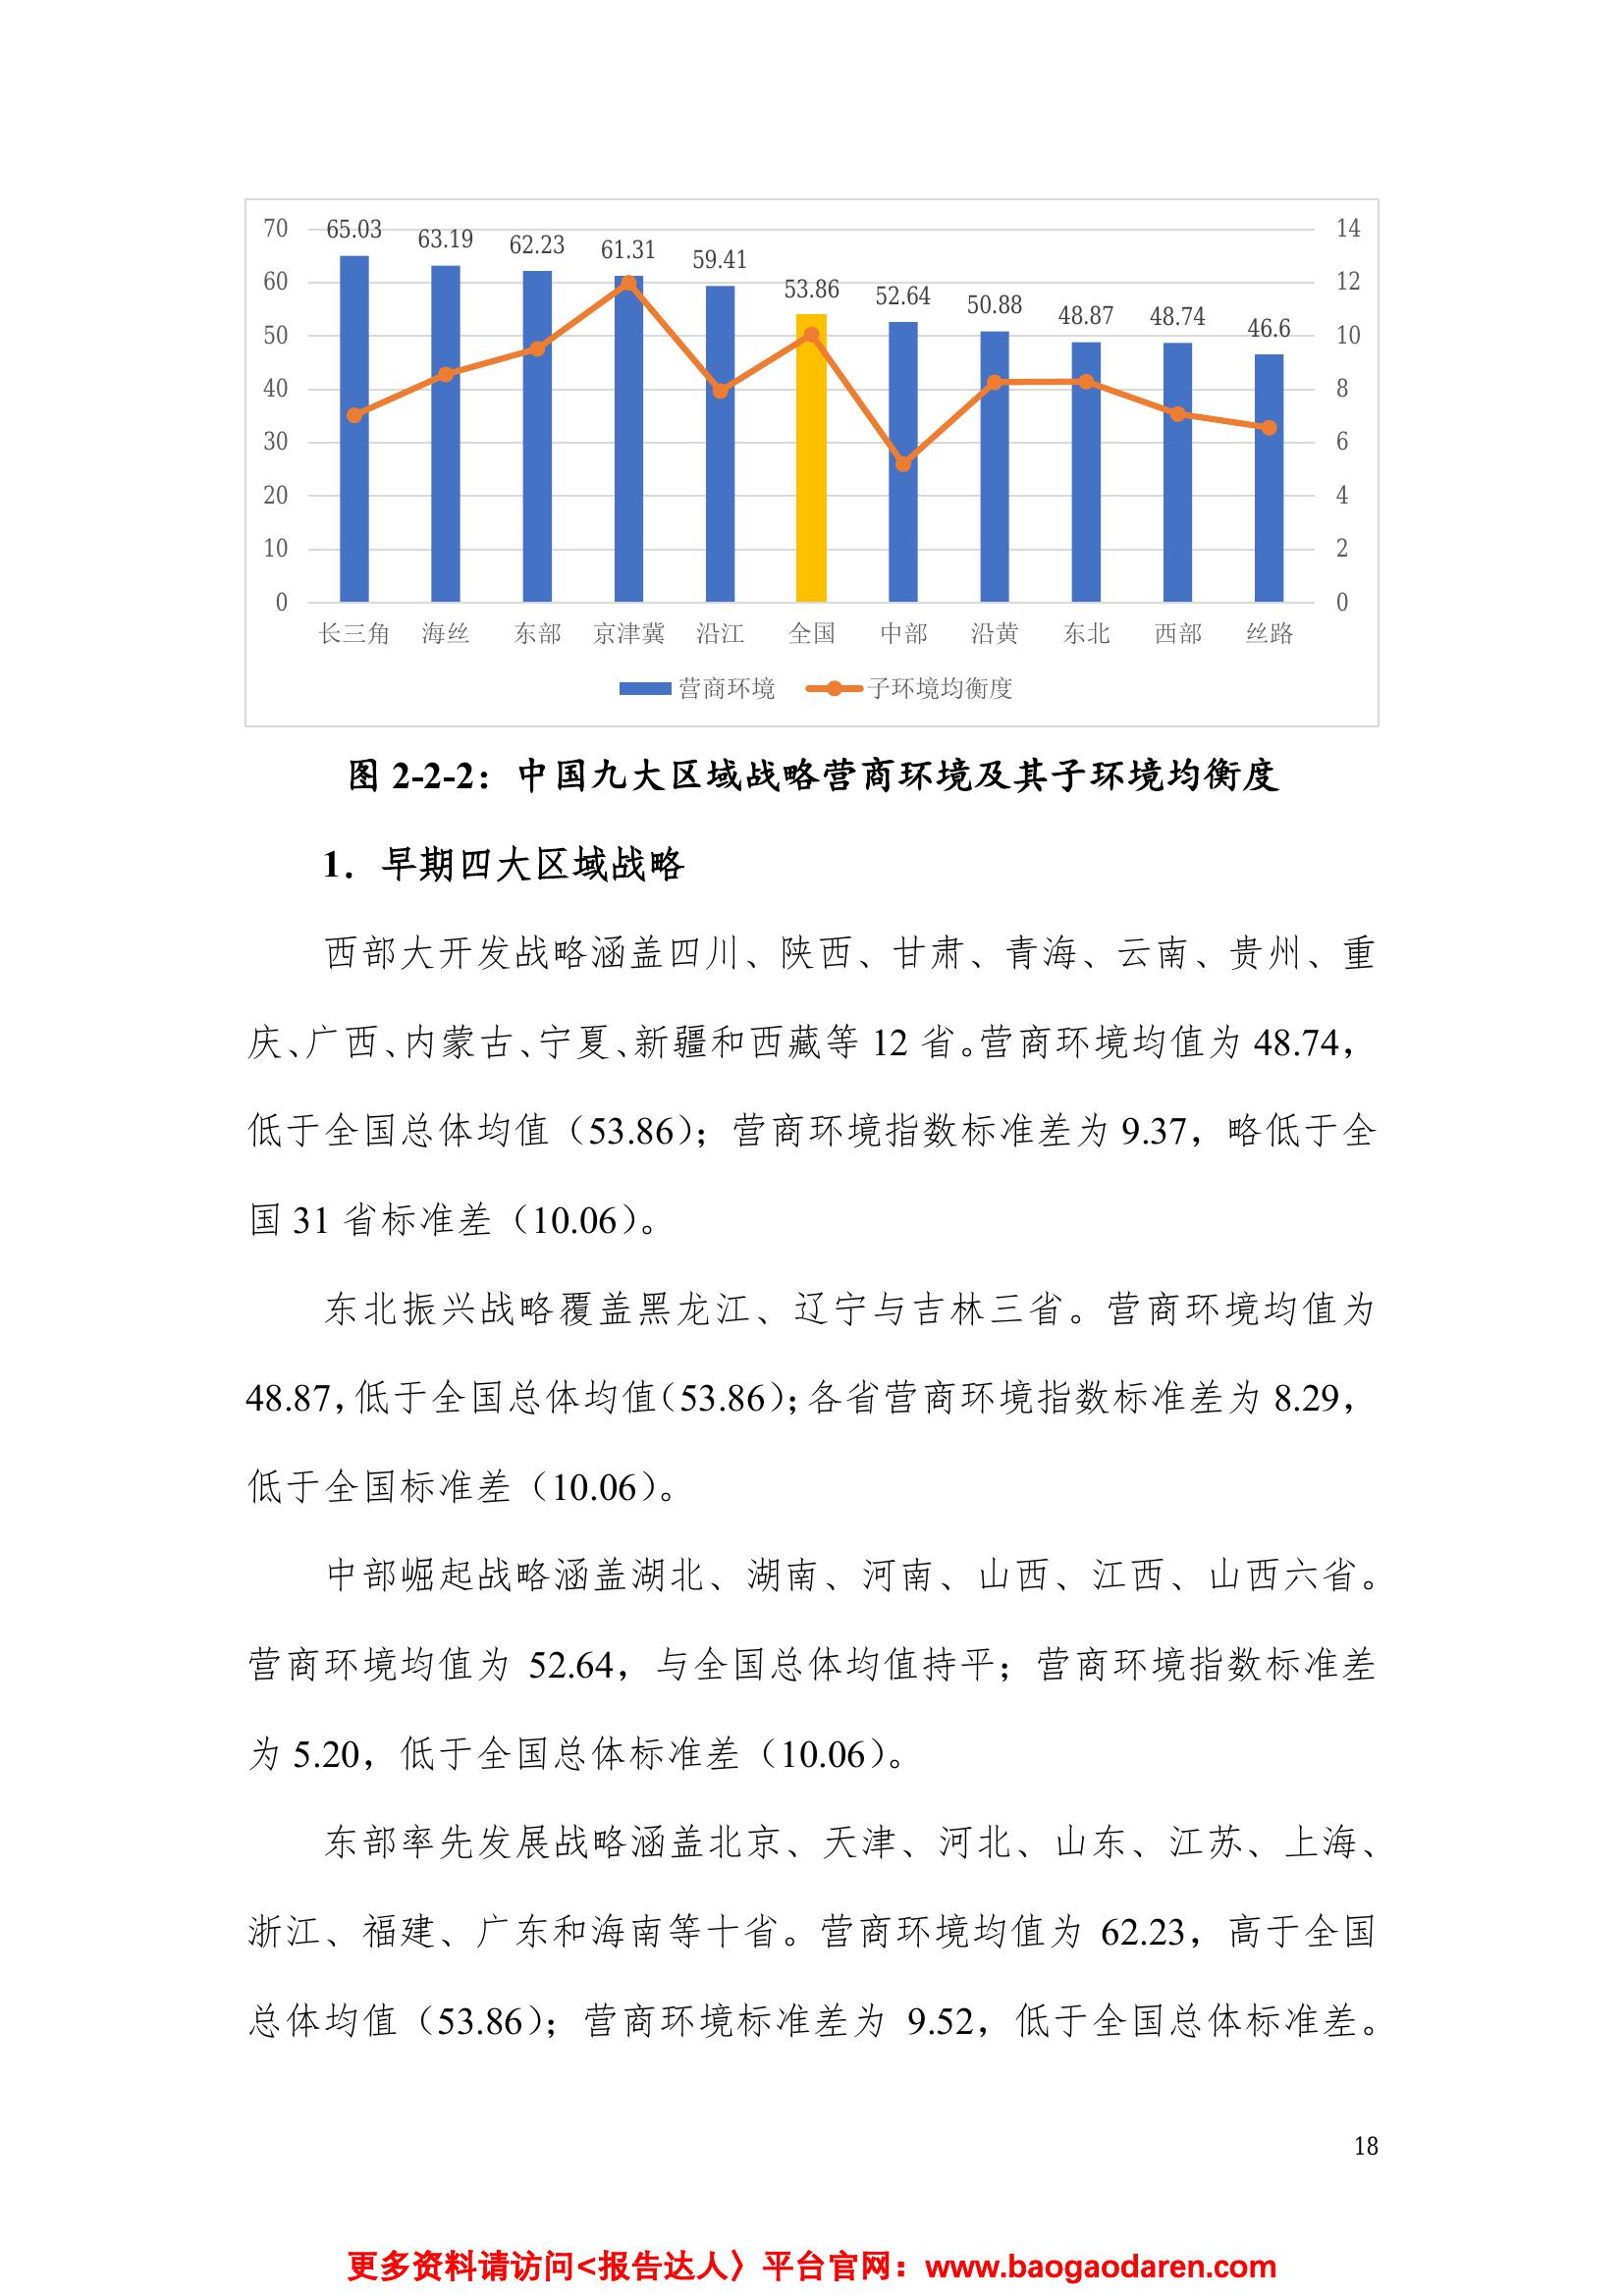 70 65.03 63.19 62.23 61.31 59.41 53.86 52.64 50.88 48.87 48.74 46.6 14
60 12
50 10
40 8
30 6
20 4
10 2
0 0
长三角 海丝 东部 京津冀 沿江 全国 中部 沿黄 东北 西部 丝路
营商环境 子环境均衡度
图 2-2-2：中国九大区域战略营商环境及其子环境均衡度
1．早期四大区域战略
西部大开发战略涵盖四川、陕西、甘肃、青海、云南、贵州、重
庆、广西、内蒙古、宁夏、新疆和西藏等 12 省。营商环境均值为 48.74，
低于全国总体均值（53.86）；营商环境指数标准差为 9.37，略低于全
国 31 省标准差（10.06）。
东北振兴战略覆盖黑龙江、辽宁与吉林三省。营商环境均值为
48.87，低于全国总体均值（53.86）；各省营商环境指数标准差为 8.29，
低于全国标准差（10.06）。
中部崛起战略涵盖湖北、湖南、河南、山西、江西、山西六省。
营商环境均值为 52.64，与全国总体均值持平；营商环境指数标准差
为 5.20，低于全国总体标准差（10.06）。
东部率先发展战略涵盖北京、天津、河北、山东、江苏、上海、
浙江、福建、广东和海南等十省。营商环境均值为 62.23，高于全国
总体均值（53.86）；营商环境标准差为 9.52，低于全国总体标准差。
18
更多资料请访问<报告达人〉平台官网：www.baogaodaren.com